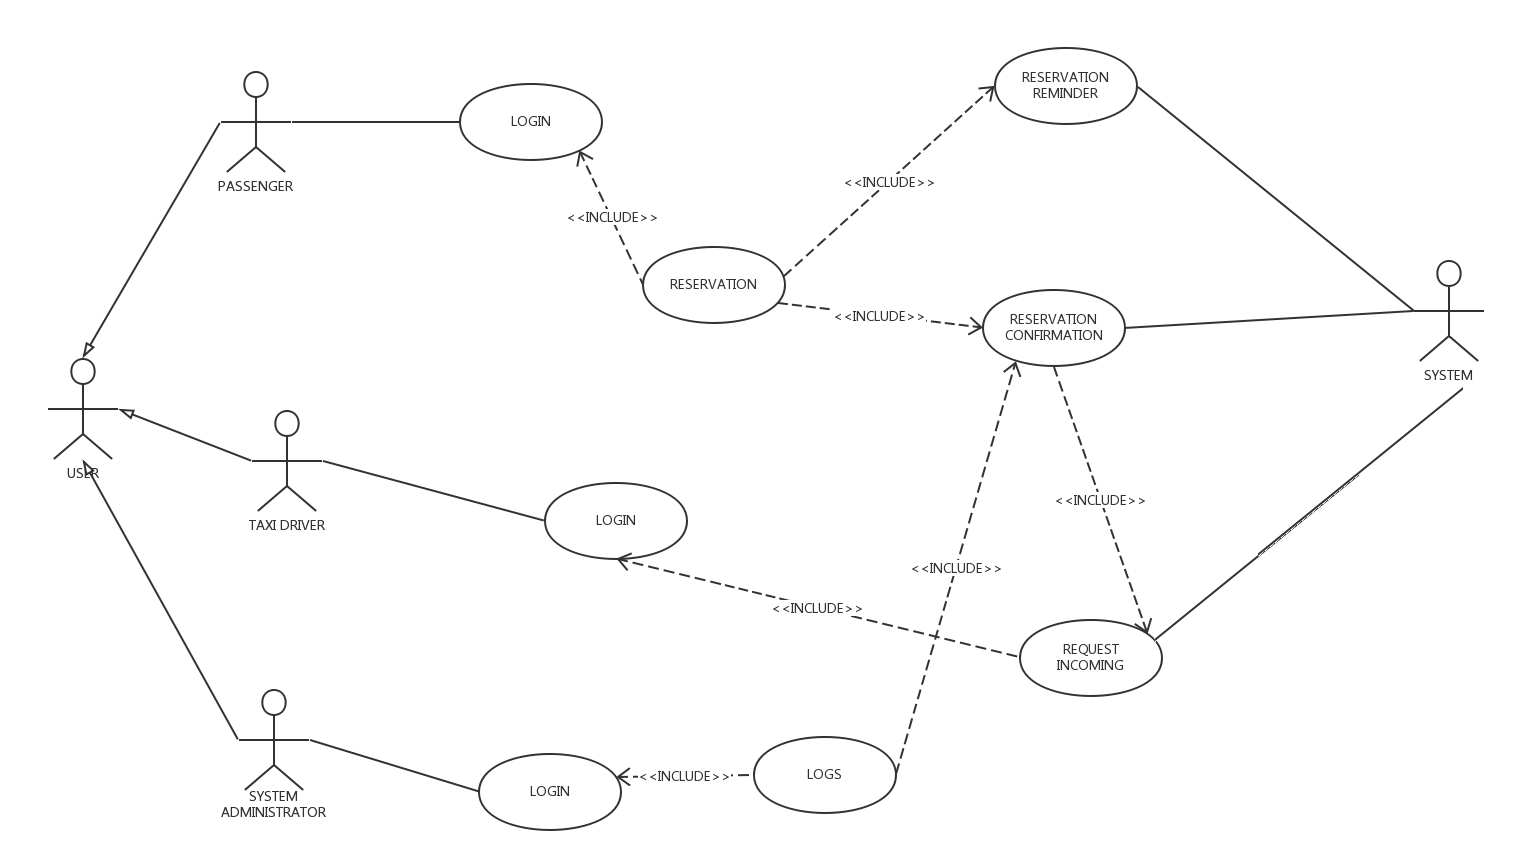 RESERVATION
REMINDER
LOGIN
<<INCLUDE>>
PASSENGER
<<INCLUDE>>
RESERVATION
<<INCLUDE>>
RESERVATION
CONFIRMATION
SYSTEM
USER
TAXI DRIVER
LOGIN
<<INCLUDE>>
<<INCLUDE>>
<<INCLUDE>>
REQUEST
INCOMING
SYSTEM
ADMINISTRATOR
LOGIN
<<INCLUDE>>
LOGS